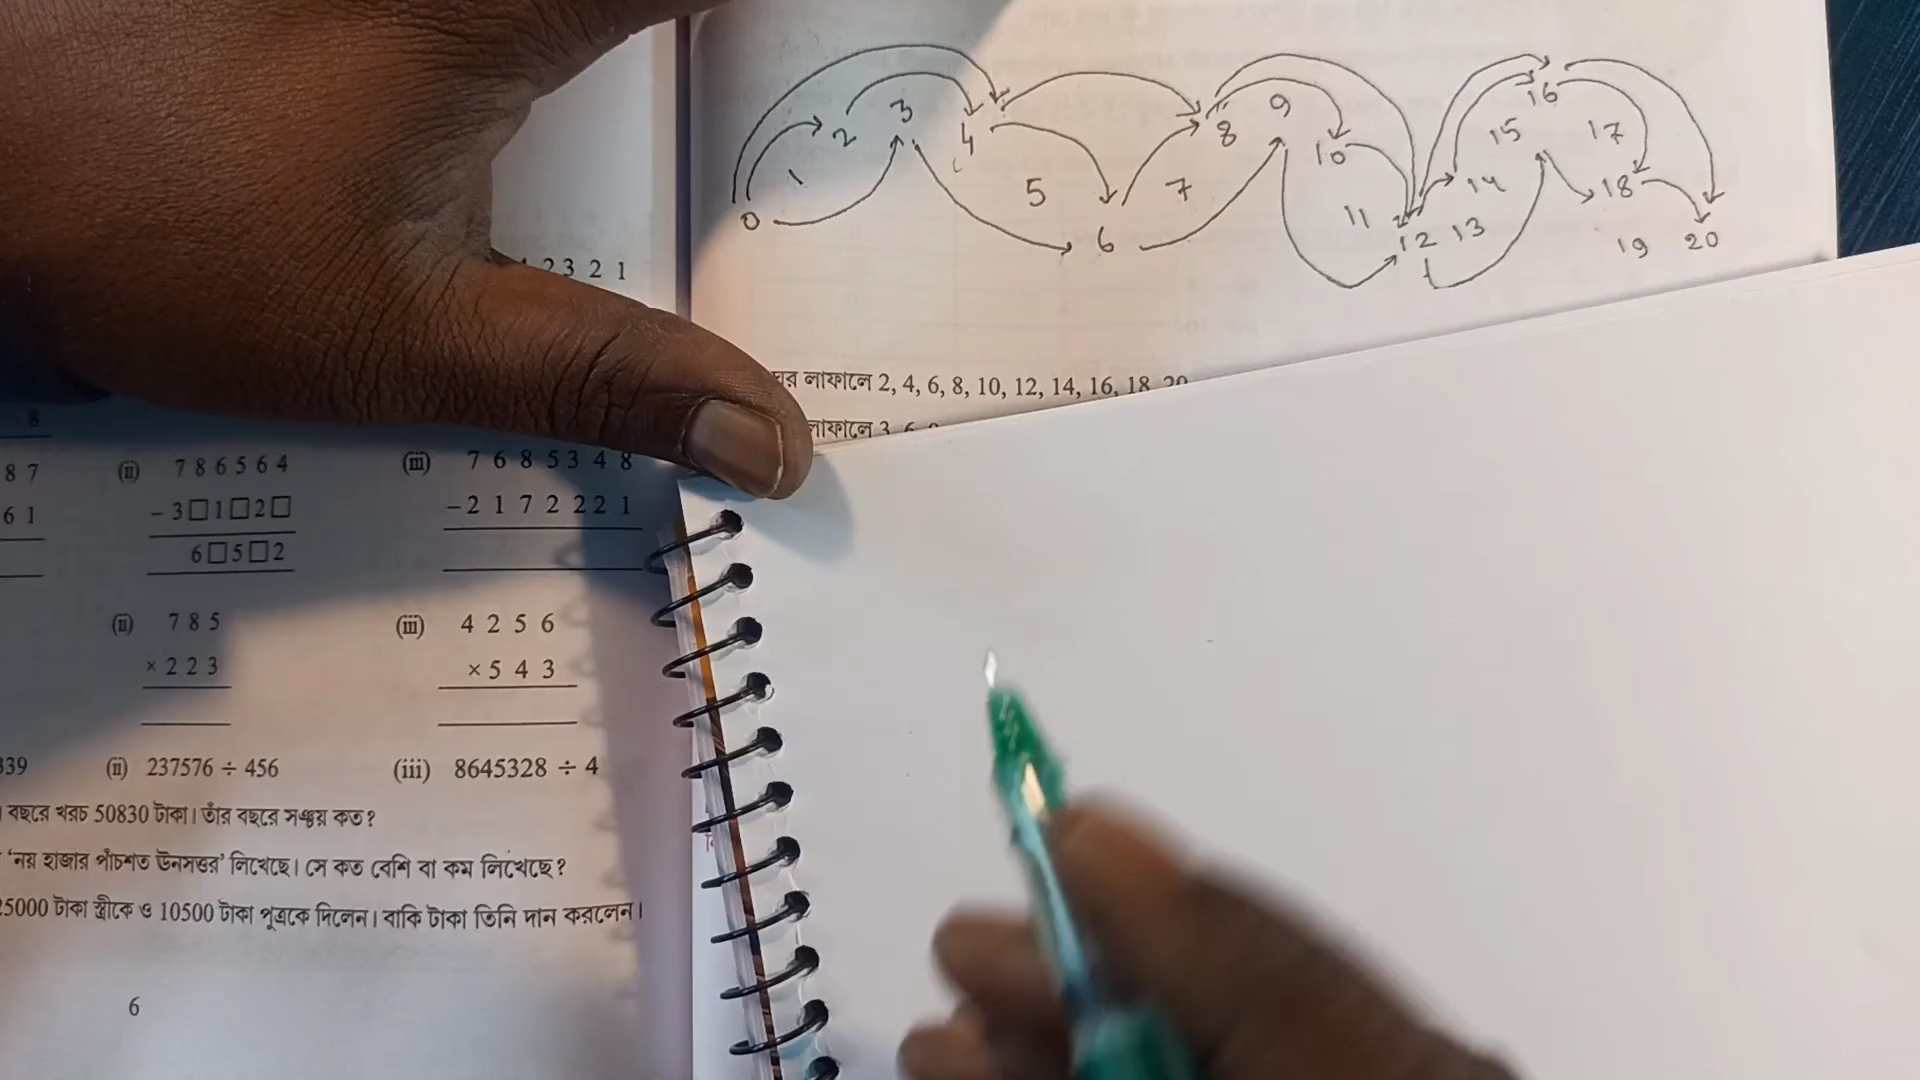 2 3 2 1
8
8 7
(ii) 7 8 6 5 6 4
(iii) 7 6 8 5 3 4 8
6 1
– 3□1□2□
– 2 1 7 2 2 2 1
6□5□2
(ii) 7 8 5
(iii) 4 2 5 6
× 2 2 3
× 5 4 3
339
(ii) 237576 ÷ 456
(iii) 8645328 ÷ 4
বছরে খরচ 50830 টাকা। তাঁর বছরে সঞ্চয় কত?
‘নয় হাজার পাঁচশত উনসত্তর’ লিখেছে। সে কত বেশি বা কম লিখেছে?
25000 টাকা স্ত্রীকে ও 10500 টাকা পুত্রকে দিলেন। বাকি টাকা তিনি দান করলেন।
6
0 1 2 3 4 5 6 7 8 9 10 11 12 13 14 15 16 17 18 19 20
ঘর লাফালে 2, 4, 6, 8, 10, 12, 14, 16, 18, 20
লাফালে 3, 6,